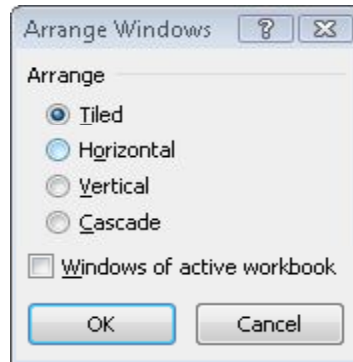 Arrange Windows
Arrange
Tiled
Horizontal
Vertical
Cascade
Windows of active workbook
OK Cancel